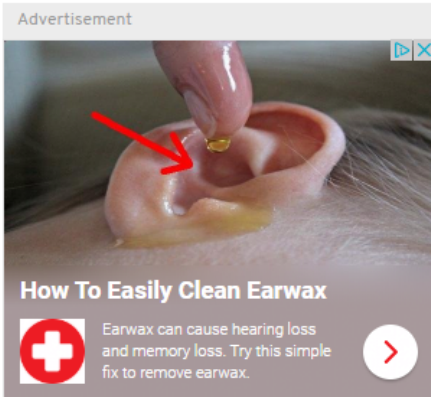 Advertisement
How To Easily Clean Earwax
Earwax can cause hearing loss
and memory loss. Try this simple
fix to remove earwax.